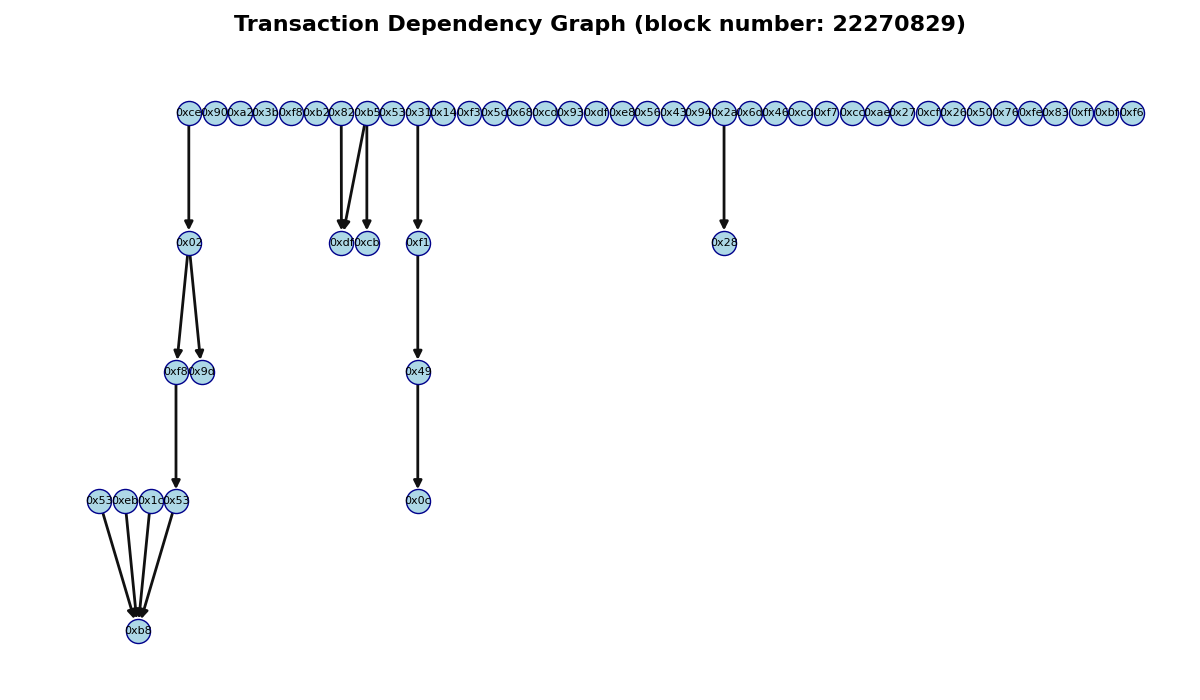 Transaction Dependency Graph (block number: 22270829)
0xce 0x90 0xa2 0x3b 0xf8 0xb2 0x82 0xb5 0x53 0x31 0x14 0xf3 0x5c 0x68 0xcd 0x93 0xdf 0xe8 0x56 0x43 0x94 0x2a 0x6d 0x46 0xcd 0xf7 0xcc 0xae 0x27 0xcf 0x26 0x50 0x76 0xfe 0x83 0xff 0xbf 0xf6
0x02 0xdf 0xcb 0xf1 0x28
0xf8 0x9d 0x49
0x53 0xeb 0x1c 0x53 0x0c
0xb8